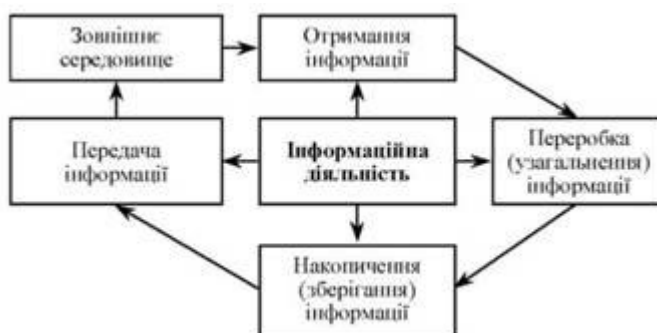 Зовнішнє
середовище
Отримання
інформації
Передача
інформації
Інформаційна
діяльність
Переробка
(узагальнення)
інформації
Накопичення
(зберігання)
інформації